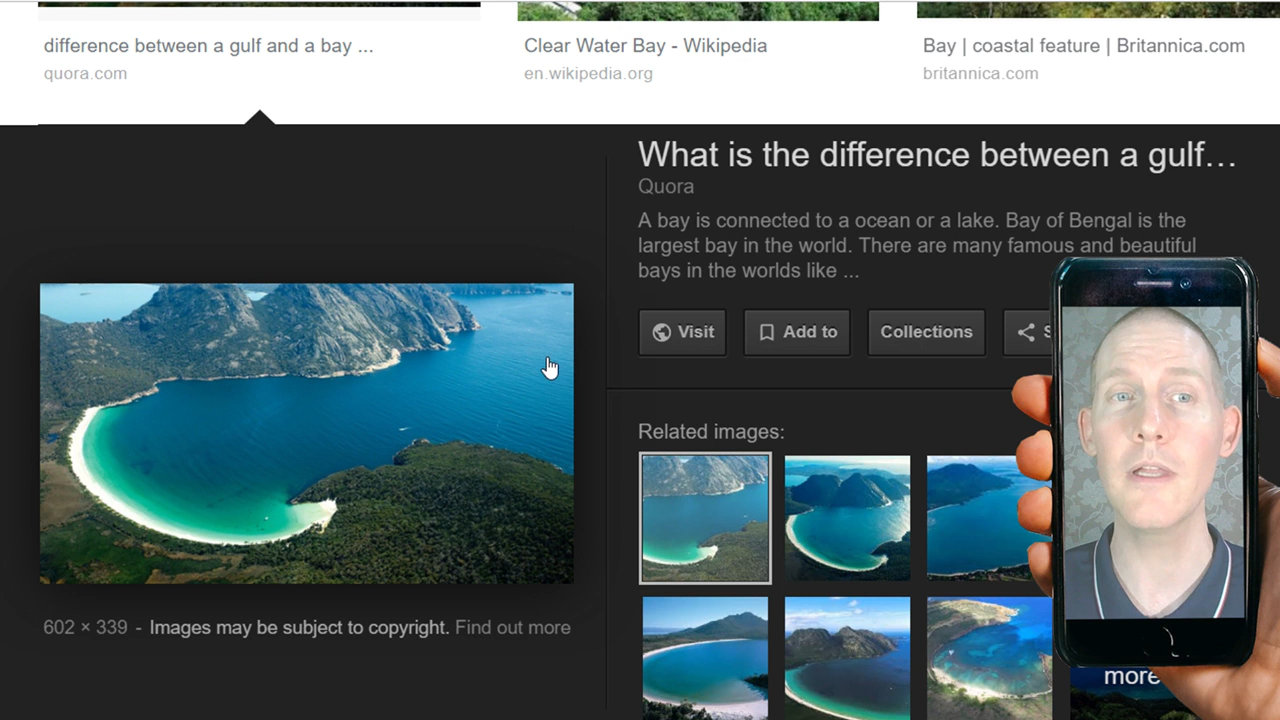 difference between a gulf and a bay ...
quora.com
Clear Water Bay - Wikipedia
en.wikipedia.org
Bay | coastal feature | Britannica.com
britannica.com
What is the difference between a gulf…
Quora
A bay is connected to a ocean or a lake. Bay of Bengal is the
largest bay in the world. There are many famous and beautiful
bays in the worlds like ...
Visit
Add to
Collections
S
Related images:
602 × 339 - Images may be subject to copyright. Find out more
more